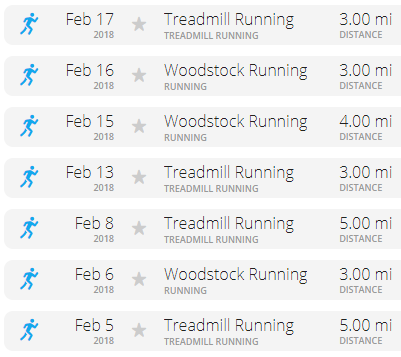 Feb 17 Treadmill Running 3.00 mi
2018 TREADMILL RUNNING DISTANCE
Feb 16 Woodstock Running 3.00 mi
2018 RUNNING DISTANCE
Feb 15 Woodstock Running 4.00 mi
2018 RUNNING DISTANCE
Feb 13 Treadmill Running 3.00 mi
2018 TREADMILL RUNNING DISTANCE
Feb 8 Treadmill Running 5.00 mi
2018 TREADMILL RUNNING DISTANCE
Feb 6 Woodstock Running 3.00 mi
2018 RUNNING DISTANCE
Feb 5 Treadmill Running 5.00 mi
2018 TREADMILL RUNNING DISTANCE